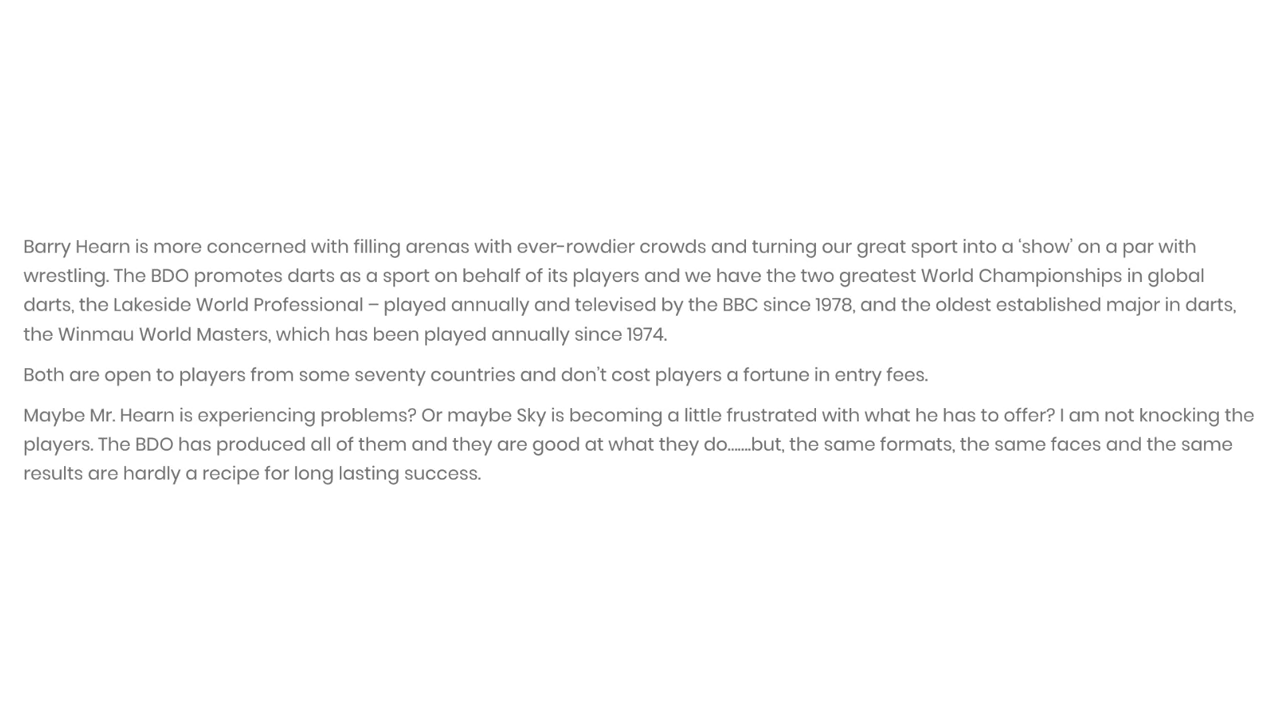 Barry Hearn is more concerned with filling arenas with ever-rowdier crowds and turning our great sport into a ‘show’ on a par with
wrestling. The BDO promotes darts as a sport on behalf of its players and we have the two greatest World Championships in global
darts, the Lakeside World Professional – played annually and televised by the BBC since 1978, and the oldest established major in darts,
the Winmau World Masters, which has been played annually since 1974.
Both are open to players from some seventy countries and don’t cost players a fortune in entry fees.
Maybe Mr. Hearn is experiencing problems? Or maybe Sky is becoming a little frustrated with what he has to offer? I am not knocking the
players. The BDO has produced all of them and they are good at what they do.......but, the same formats, the same faces and the same
results are hardly a recipe for long lasting success.